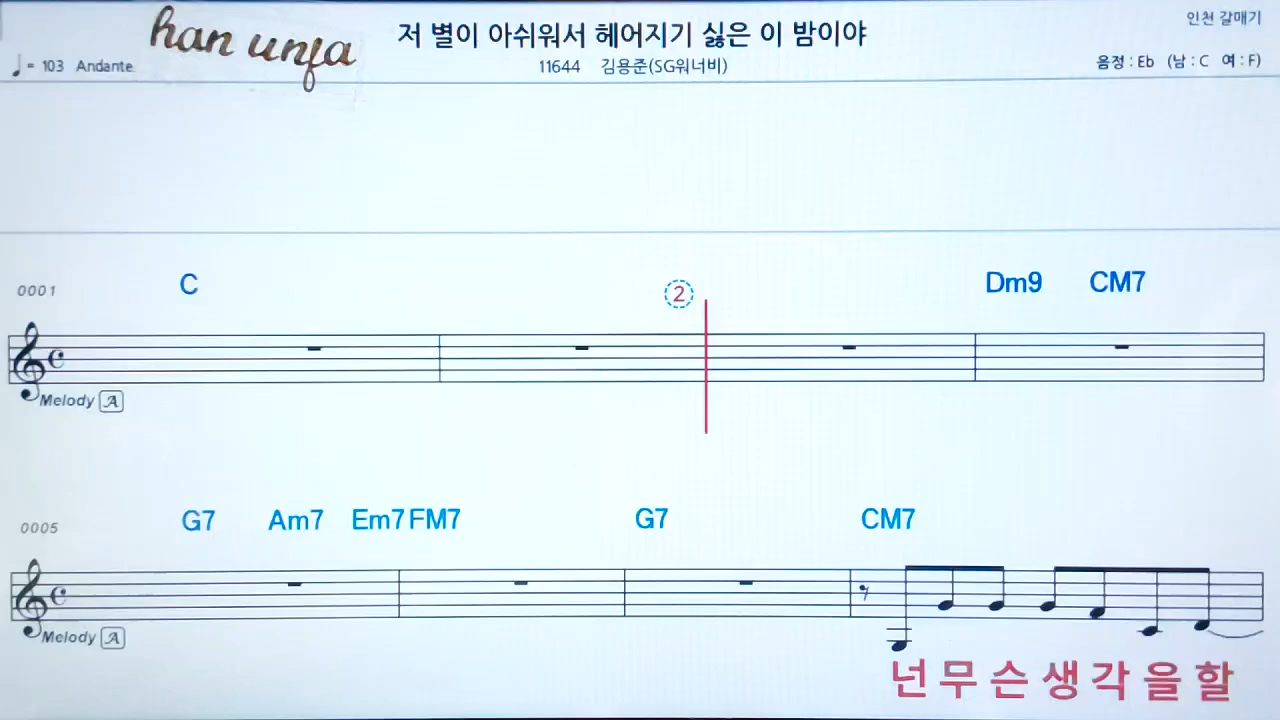 han unfa
저 별이 아쉬워서 헤어지기 싫은 이 밤이야
인천 갈매기
♩= 103 Andante
11644 김용준(SG워너비)
음정 : Eb (남 : C 여 : F)
0001 C ② Dm9 CM7
Melody A
0005 G7 Am7 Em7 FM7 G7 CM7
Melody A
넌 무 슨 생 각 을 할